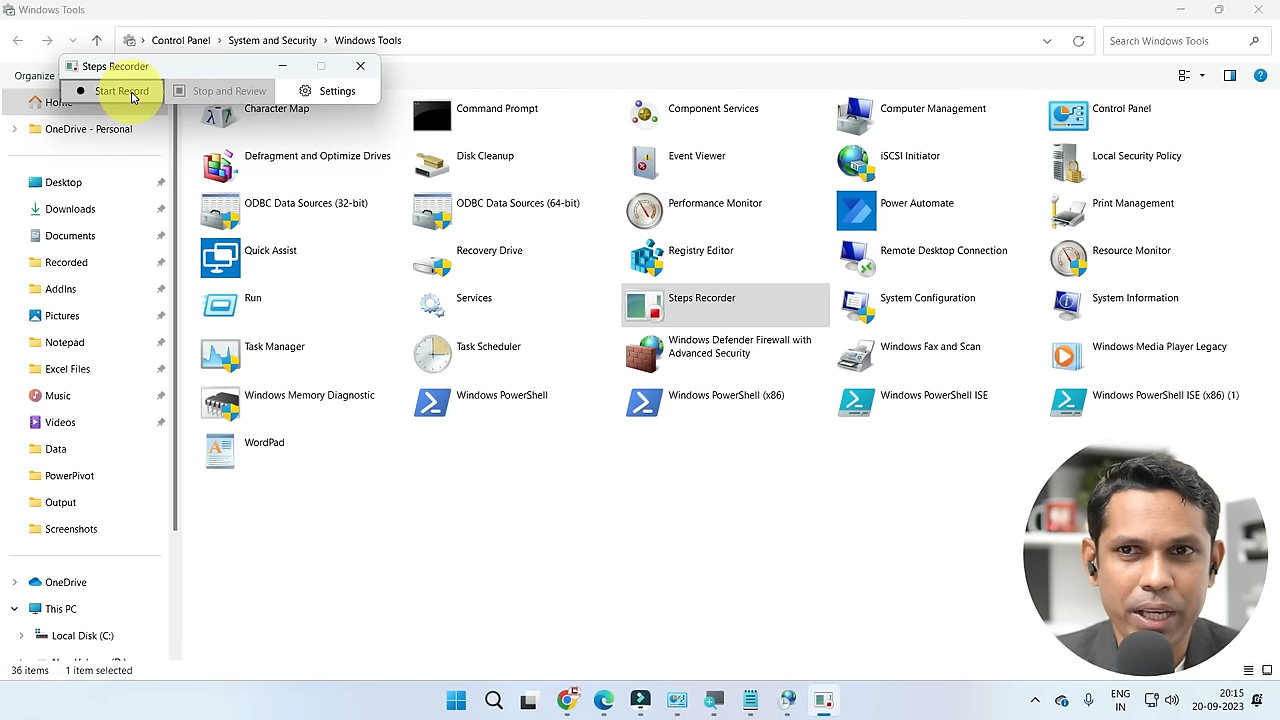 Windows Tools
Control Panel > System and Security > Windows Tools
Search Windows Tools
Steps Recorder
Organize
Start Record
Stop and Review
Settings
Home
OneDrive - Personal
Desktop
Downloads
Documents
Recorded
AddIns
Pictures
Notepad
Excel Files
Music
Videos
Data
PowerPivot
Output
Screenshots
OneDrive
This PC
Local Disk (C:)
Character Map
Command Prompt
Component Services
Computer Management
Control Panel
Defragment and Optimize Drives
Disk Cleanup
Event Viewer
iSCSI Initiator
Local Security Policy
ODBC Data Sources (32-bit)
ODBC Data Sources (64-bit)
Performance Monitor
Power Automate
Print Management
Quick Assist
Recovery Drive
Registry Editor
Remote Desktop Connection
Resource Monitor
Run
Services
Steps Recorder
System Configuration
System Information
Task Manager
Task Scheduler
Windows Defender Firewall with
Advanced Security
Windows Fax and Scan
Windows Media Player Legacy
Windows Memory Diagnostic
Windows PowerShell
Windows PowerShell (x86)
Windows PowerShell ISE
Windows PowerShell ISE (x86) (1)
WordPad
36 items
1 item selected
ENG
IN
20:15
20-09-2023